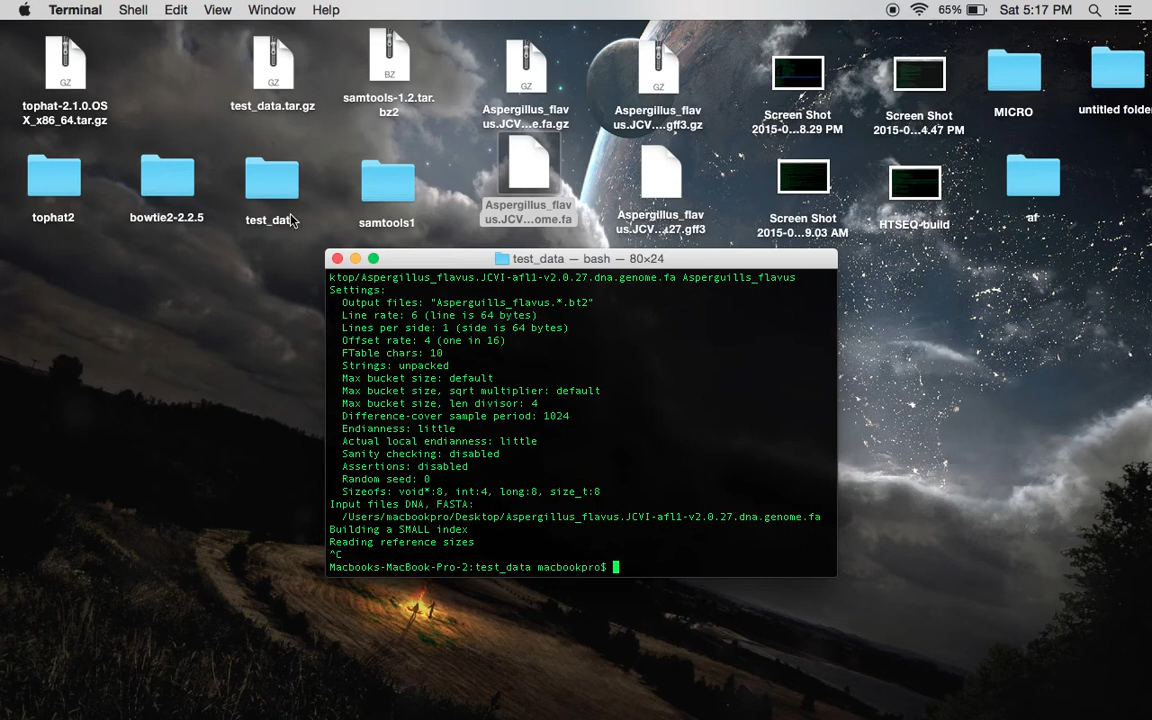 Terminal Shell Edit View Window Help 65% Sat 5:17 PM
GZ
GZ
BZ
GZ
GZ
tophat-2.1.0.OS
X_x86_64.tar.gz
test_data.tar.gz
samtools-1.2.tar.
bz2
Aspergillus_flav
us.JCV...e.fa.gz
Aspergillus_flav
us.JCV....gff3.gz
Screen Shot
2015-0...8.29 PM
Screen Shot
2015-0...4.47 PM
MICRO
untitled folder
tophat2
bowtie2-2.2.5
test_data
samtools1
Aspergillus_flav
us.JCV...ome.fa
Aspergillus_flav
us.JCV...27.gff3
Screen Shot
2015-0...9.03 AM
HTSEQ-build
af
test_data — bash — 80×24
ktop/Aspergillus_flavus.JCVI-afl1-v2.0.27.dna.genome.fa Asperguills_flavus
Settings:
Output files: "Asperguills_flavus.*.bt2"
Line rate: 6 (line is 64 bytes)
Lines per side: 1 (side is 64 bytes)
Offset rate: 4 (one in 16)
FTable chars: 10
Strings: unpacked
Max bucket size: default
Max bucket size, sqrt multiplier: default
Max bucket size, len divisor: 4
Difference-cover sample period: 1024
Endianness: little
Actual local endianness: little
Sanity checking: disabled
Assertions: disabled
Random seed: 0
Sizeofs: void*:8, int:4, long:8, size_t:8
Input files DNA, FASTA:
/Users/macbookpro/Desktop/Aspergillus_flavus.JCVI-afl1-v2.0.27.dna.genome.fa
Building a SMALL index
Reading reference sizes
^C
Macbooks-MacBook-Pro-2:test_data macbookpro$